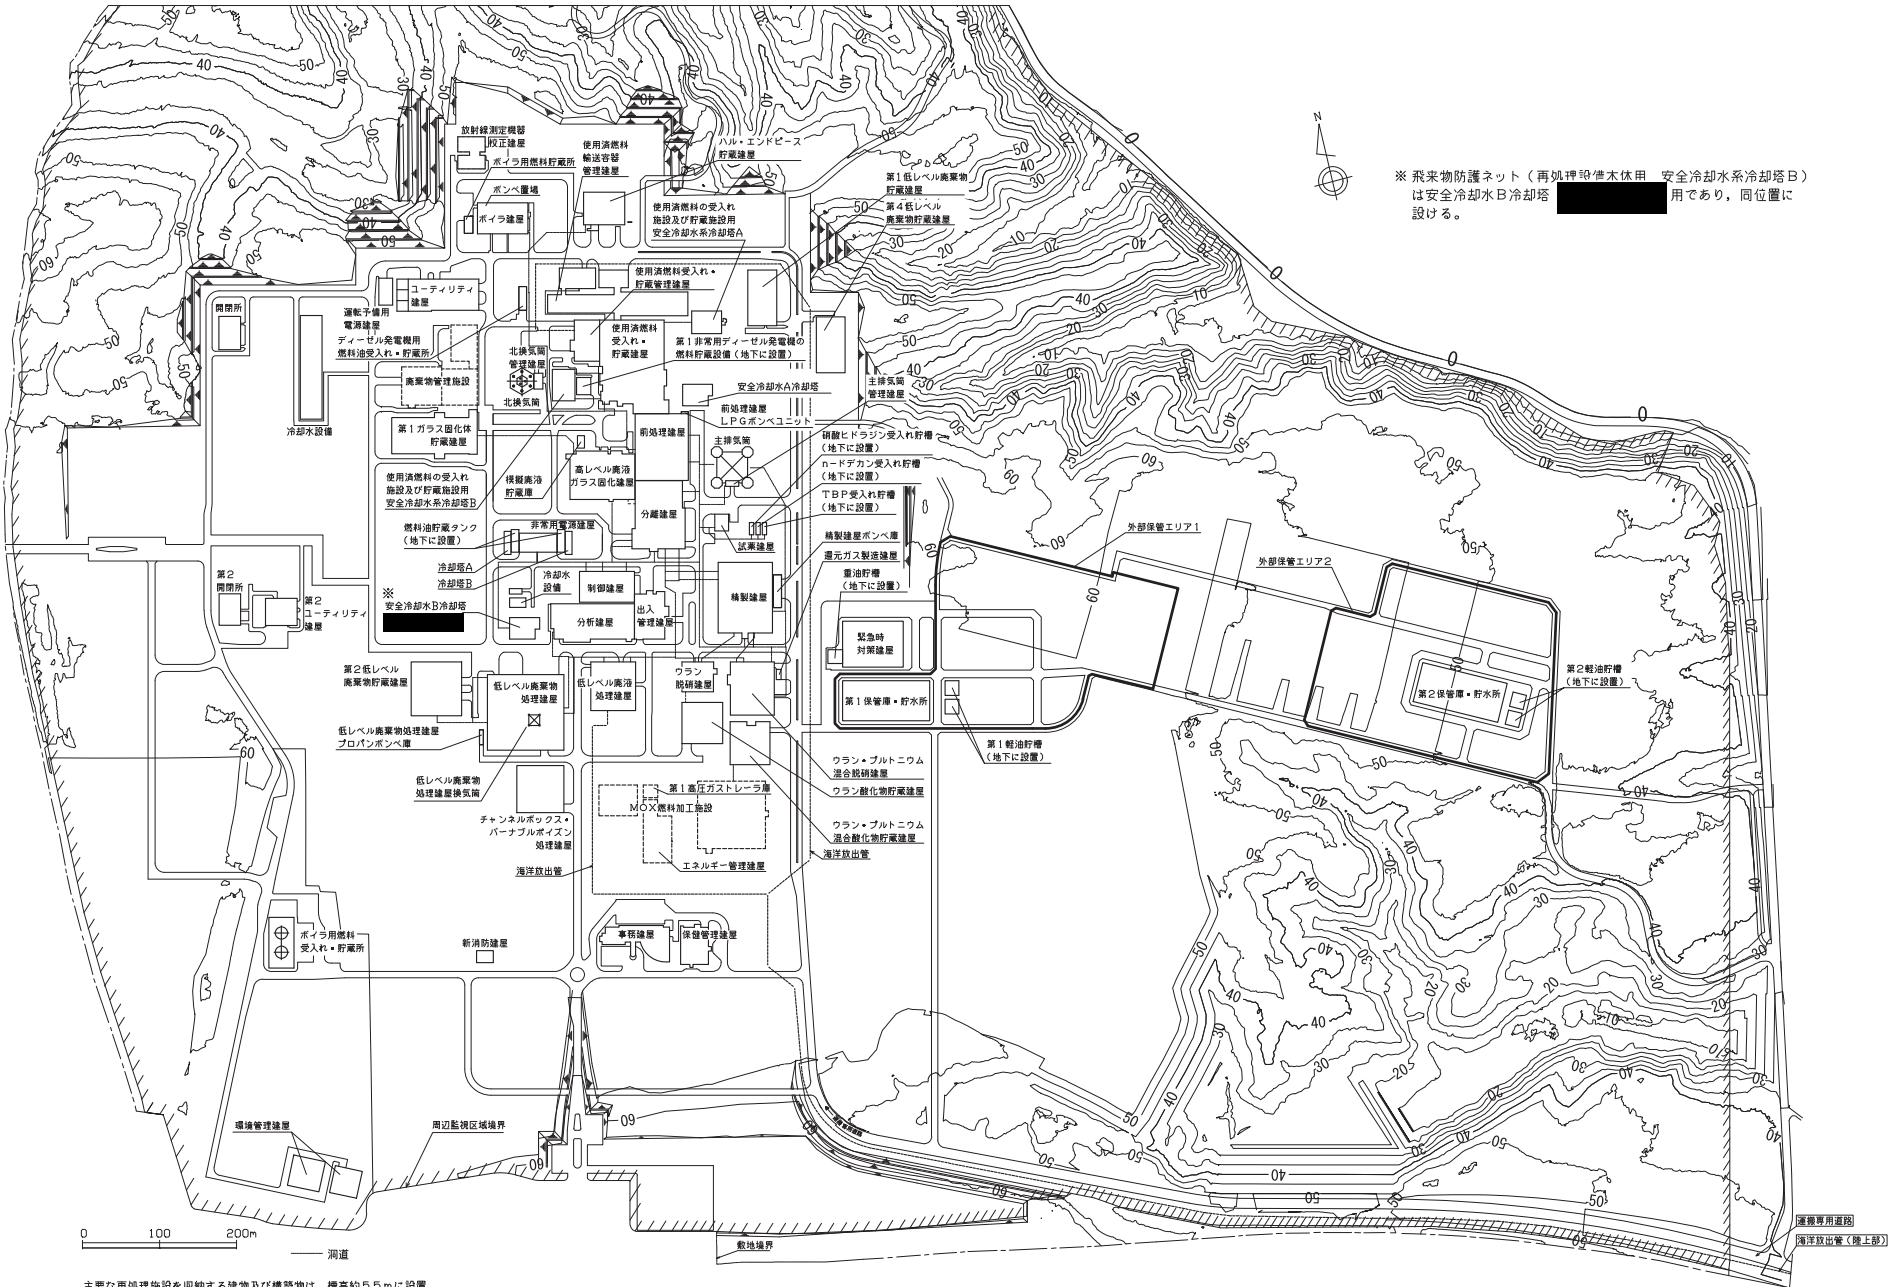 N
※ 飛来物防護ネット（再処理設備本体用　安全冷却水系冷却塔Ｂ）
は安全冷却水Ｂ冷却塔　用であり，同位置に
設ける。
放射線測定機器
校正建屋
ボイラ用燃料貯蔵所
ボンベ置場
ボイラ建屋
使用済燃料
輸送容器
管理建屋
ハル・エンドピース
貯蔵建屋
使用済燃料の受入れ
施設及び貯蔵施設用
安全冷却水系冷却塔Ａ
第１低レベル廃棄物
貯蔵建屋
第４低レベル
廃棄物貯蔵建屋
ユーティリティ
建屋
開閉所
運転予備用
電源建屋
ディーゼル発電機用
燃料油受入れ・貯蔵所
使用済燃料受入れ・
貯蔵管理建屋
使用済燃料
受入れ・
貯蔵建屋
第１非常用ディーゼル発電機の
燃料貯蔵設備（地下に設置）
北換気筒
管理建屋
北換気筒
廃棄物管理施設
安全冷却水Ａ冷却塔
主排気筒
管理建屋
冷却水設備
第１ガラス固化体
貯蔵建屋
前処理建屋
前処理建屋
ＬＰＧボンベユニット
主排気筒
硝酸ヒドラジン受入れ貯槽
（地下に設置）
ｎ－ドデカン受入れ貯槽
（地下に設置）
ＴＢＰ受入れ貯槽
（地下に設置）
使用済燃料の受入れ
施設及び貯蔵施設用
安全冷却水系冷却塔Ｂ
模擬廃液
貯蔵庫
高レベル廃液
ガラス固化建屋
分離建屋
燃料油貯蔵タンク
（地下に設置）
非常用電源建屋
試薬建屋
精製建屋ボンベ庫
還元ガス製造建屋
重油貯槽
（地下に設置）
外部保管エリア１
外部保管エリア２
冷却塔Ａ
冷却塔Ｂ
冷却水
設備
制御建屋
分析建屋
出入
管理建屋
精製建屋
第２
開閉所
第２
ユーティリティ
建屋
※
安全冷却水Ｂ冷却塔
緊急時
対策建屋
第２低レベル
廃棄物貯蔵建屋
低レベル廃棄物
処理建屋
低レベル廃液
処理建屋
ウラン
脱硝建屋
第１保管庫・貯水所
第２保管庫・貯水所
第２軽油貯槽
（地下に設置）
第１軽油貯槽
（地下に設置）
低レベル廃棄物処理建屋
プロパンボンベ庫
低レベル廃棄物
処理建屋換気筒
チャンネルボックス・
バーナブルポイズン
処理建屋
海洋放出管
第１高圧ガストレーラ庫
ＭＯＸ燃料加工施設
エネルギー管理建屋
ウラン・プルトニウム
混合脱硝建屋
ウラン酸化物貯蔵建屋
ウラン・プルトニウム
混合酸化物貯蔵建屋
海洋放出管
ボイラ用燃料
受入れ・貯蔵所
新消防建屋
事務建屋
保健管理建屋
環境管理建屋
周辺監視区域境界
敷地境界
運搬専用道路
海洋放出管（陸上部）
0 100 200m
洞道
主要な再処理施設を収納する建物及び構築物は，標高約５５ｍに設置